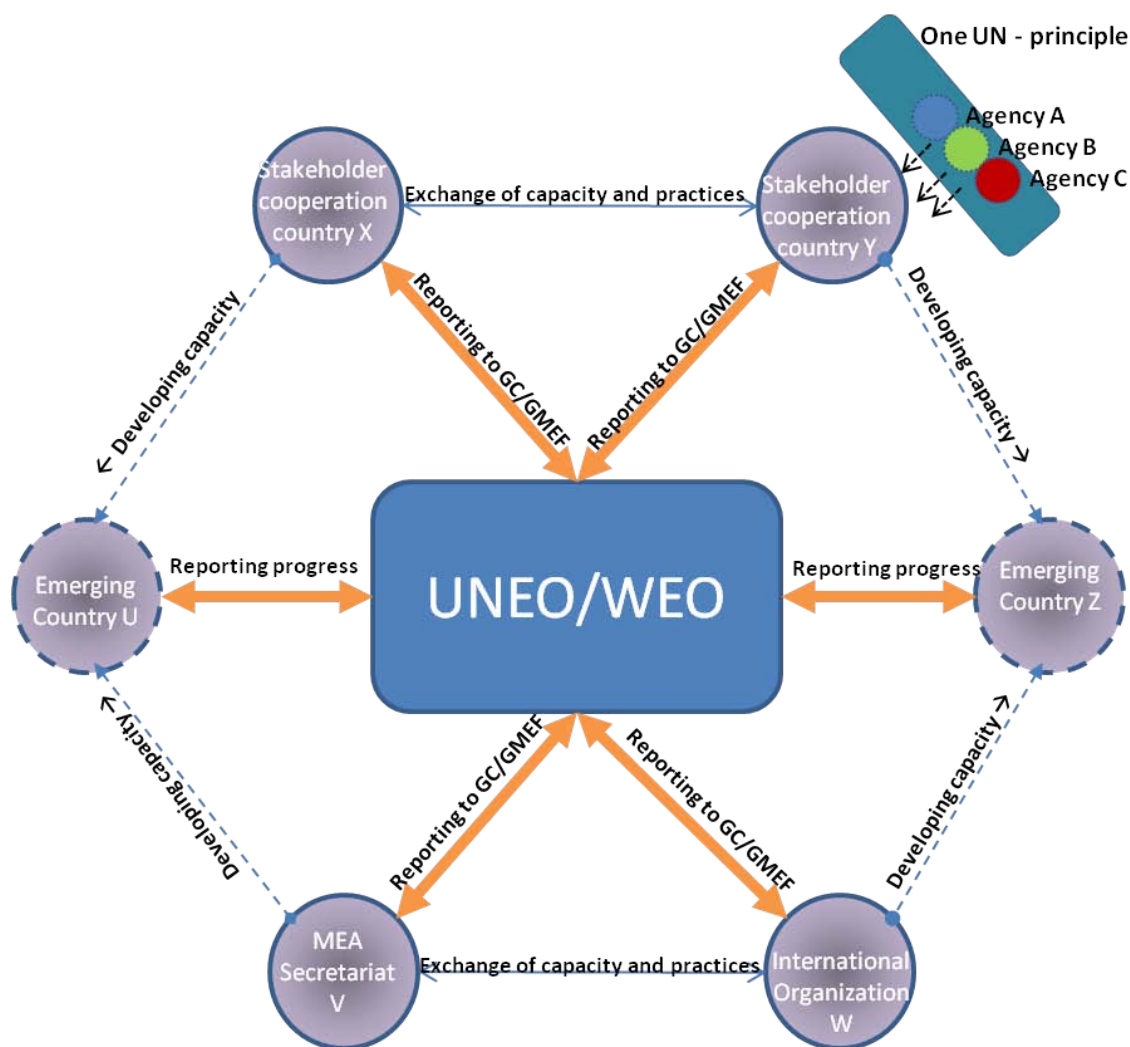 One UN - principle
Agency A
Agency B
Agency C
Stakeholder
cooperation
country X
Exchange of capacity and practices
Stakeholder
cooperation
country Y
← Developing capacity
Reporting to GC/GMEF
Reporting to GC/GMEF
Developing capacity →
Emerging
Country U
Reporting progress
UNEO/WEO
Reporting progress
Emerging
Country Z
Developing capacity →
Reporting to GC/GMEF
Reporting to GC/GMEF
Developing capacity →
MEA
Secretariat
V
Exchange of capacity and practices
International
Organization
W